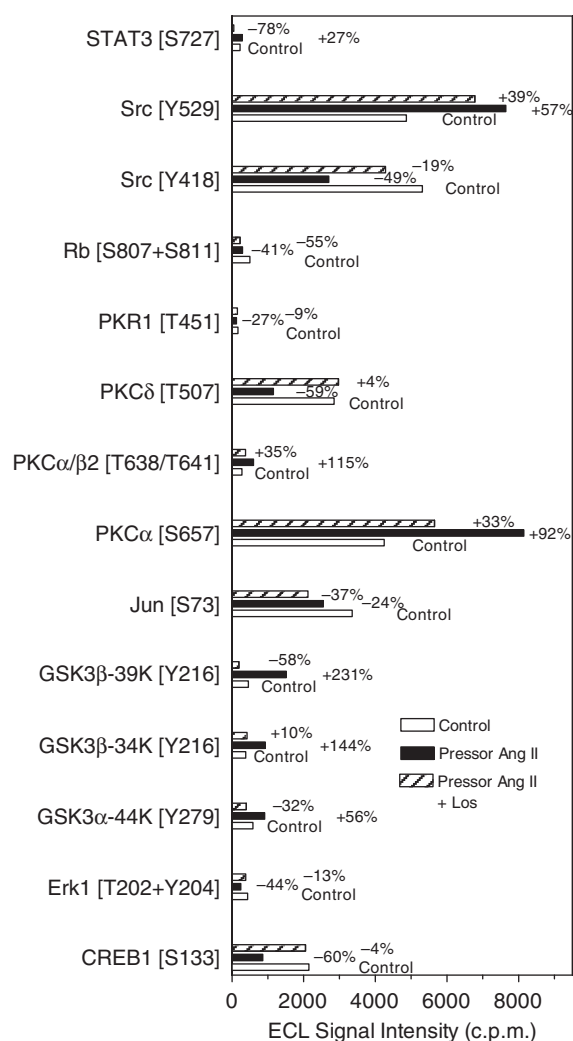 STAT3 [S727]
–78%
+27%
Control
Src [Y529]
+39%
+57%
Control
Src [Y418]
–19%
–49%
Control
Rb [S807+S811]
–55%
–41%
Control
PKR1 [T451]
–9%
–27%
Control
PKCδ [T507]
+4%
–59%
Control
PKCα/β2 [T638/T641]
+35%
+115%
Control
PKCα [S657]
+33%
+92%
Control
Jun [S73]
–37%
–24%
Control
GSK3β-39K [Y216]
–58%
+231%
Control
GSK3β-34K [Y216]
+10%
+144%
Control
GSK3α-44K [Y279]
–32%
+56%
Control
Erk1 [T202+Y204]
–13%
–44%
Control
CREB1 [S133]
–4%
–60%
Control
Control
Pressor Ang II
Pressor Ang II
+ Los
0 2000 4000 6000 8000
ECL Signal Intensity (c.p.m.)